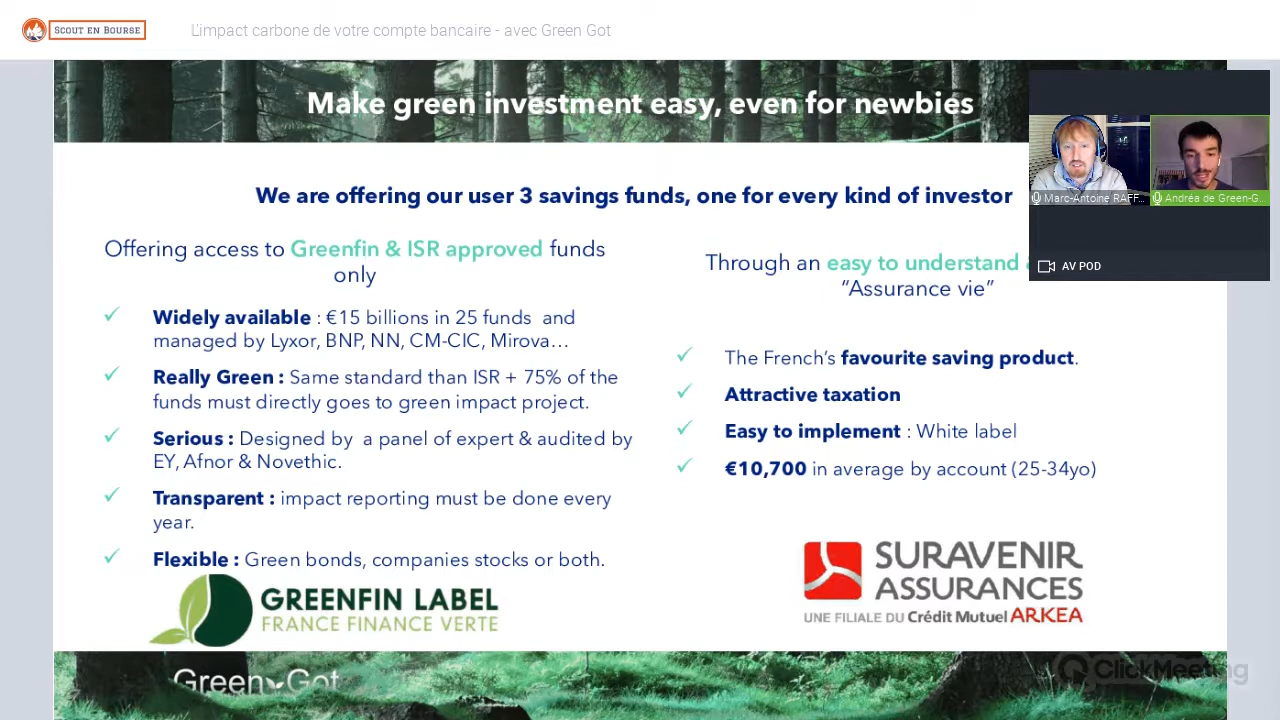 SCOUT EN BOURSE
L'impact carbone de votre compte bancaire - avec Green Got
Make green investment easy, even for newbies
We are offering our user 3 savings funds, one for every kind of investor
Offering access to Greenfin & ISR approved funds
only
Widely available : €15 billions in 25 funds and
managed by Lyxor, BNP, NN, CM-CIC, Mirova…
Really Green : Same standard than ISR + 75% of the
funds must directly goes to green impact project.
Serious : Designed by a panel of expert & audited by
EY, Afnor & Novethic.
Transparent : impact reporting must be done every
year.
Flexible : Green bonds, companies stocks or both.
GREENFIN LABEL
FRANCE FINANCE VERTE
Through an easy to understand
“Assurance vie”
The French’s favourite saving product.
Attractive taxation
Easy to implement : White label
€10,700 in average by account (25-34yo)
SURAVENIR
ASSURANCES
UNE FILIALE DU Crédit Mutuel ARKEA
Marc-Antoine RAFF...
Andréa de Green-G...
AV POD
Green Got
ClickMeeting